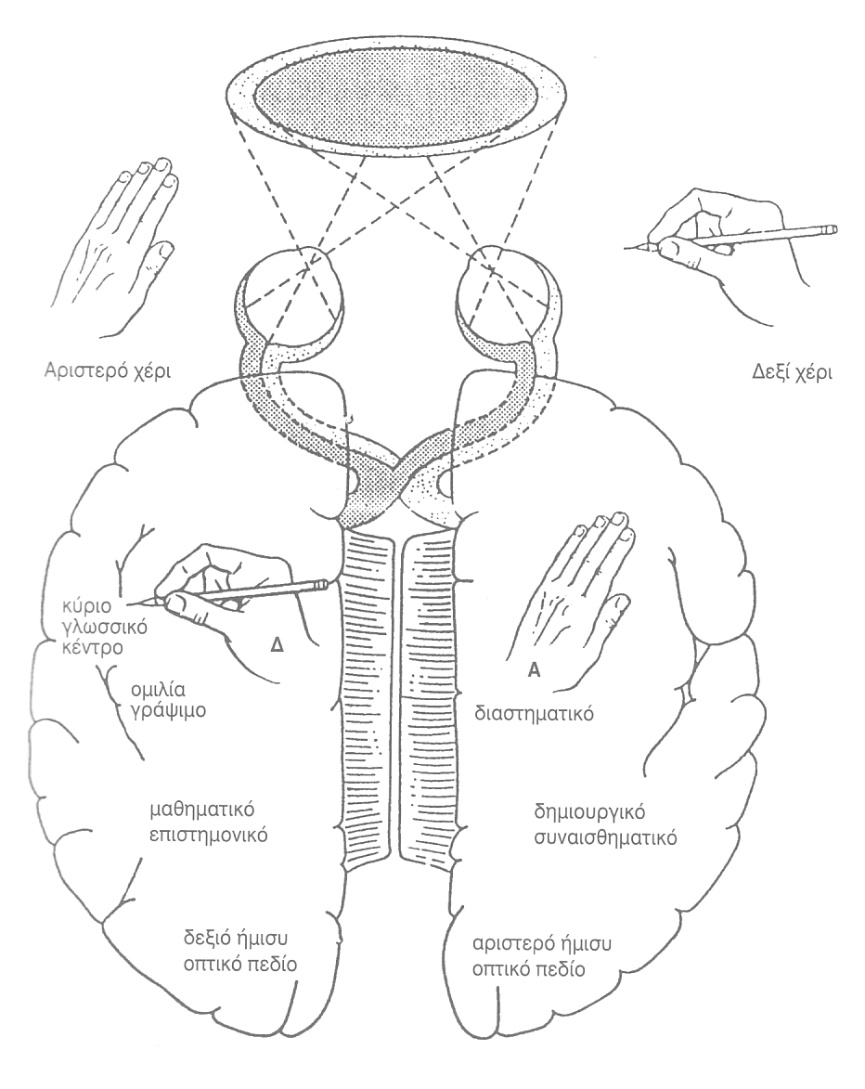 Αριστερό χέρι
Δεξί χέρι
κύριο
γλωσσικό
κέντρο
Δ
ομιλία
γράψιμο
Α
διαστηματικό
μαθηματικό
επιστημονικό
δημιουργικό
συναισθηματικό
δεξιό ήμισυ
οπτικό πεδίο
αριστερό ήμισυ
οπτικό πεδίο